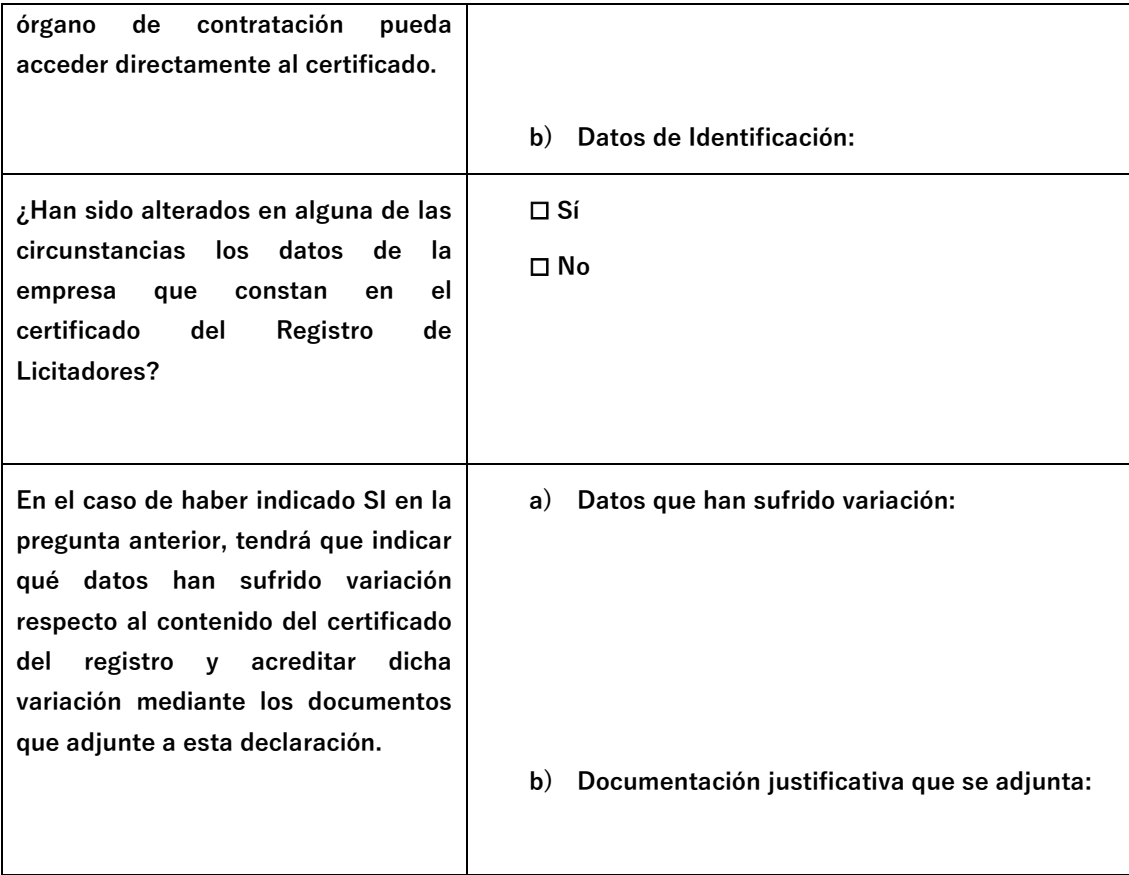 órgano de contratación pueda
acceder directamente al certificado.
b) Datos de Identificación:
¿Han sido alterados en alguna de las
circunstancias los datos de la
empresa que constan en el
certificado del Registro de
Licitadores?
☐ Sí
☐ No
En el caso de haber indicado SI en la
pregunta anterior, tendrá que indicar
qué datos han sufrido variación
respecto al contenido del certificado
del registro y acreditar dicha
variación mediante los documentos
que adjunte a esta declaración.
a) Datos que han sufrido variación:
b) Documentación justificativa que se adjunta: